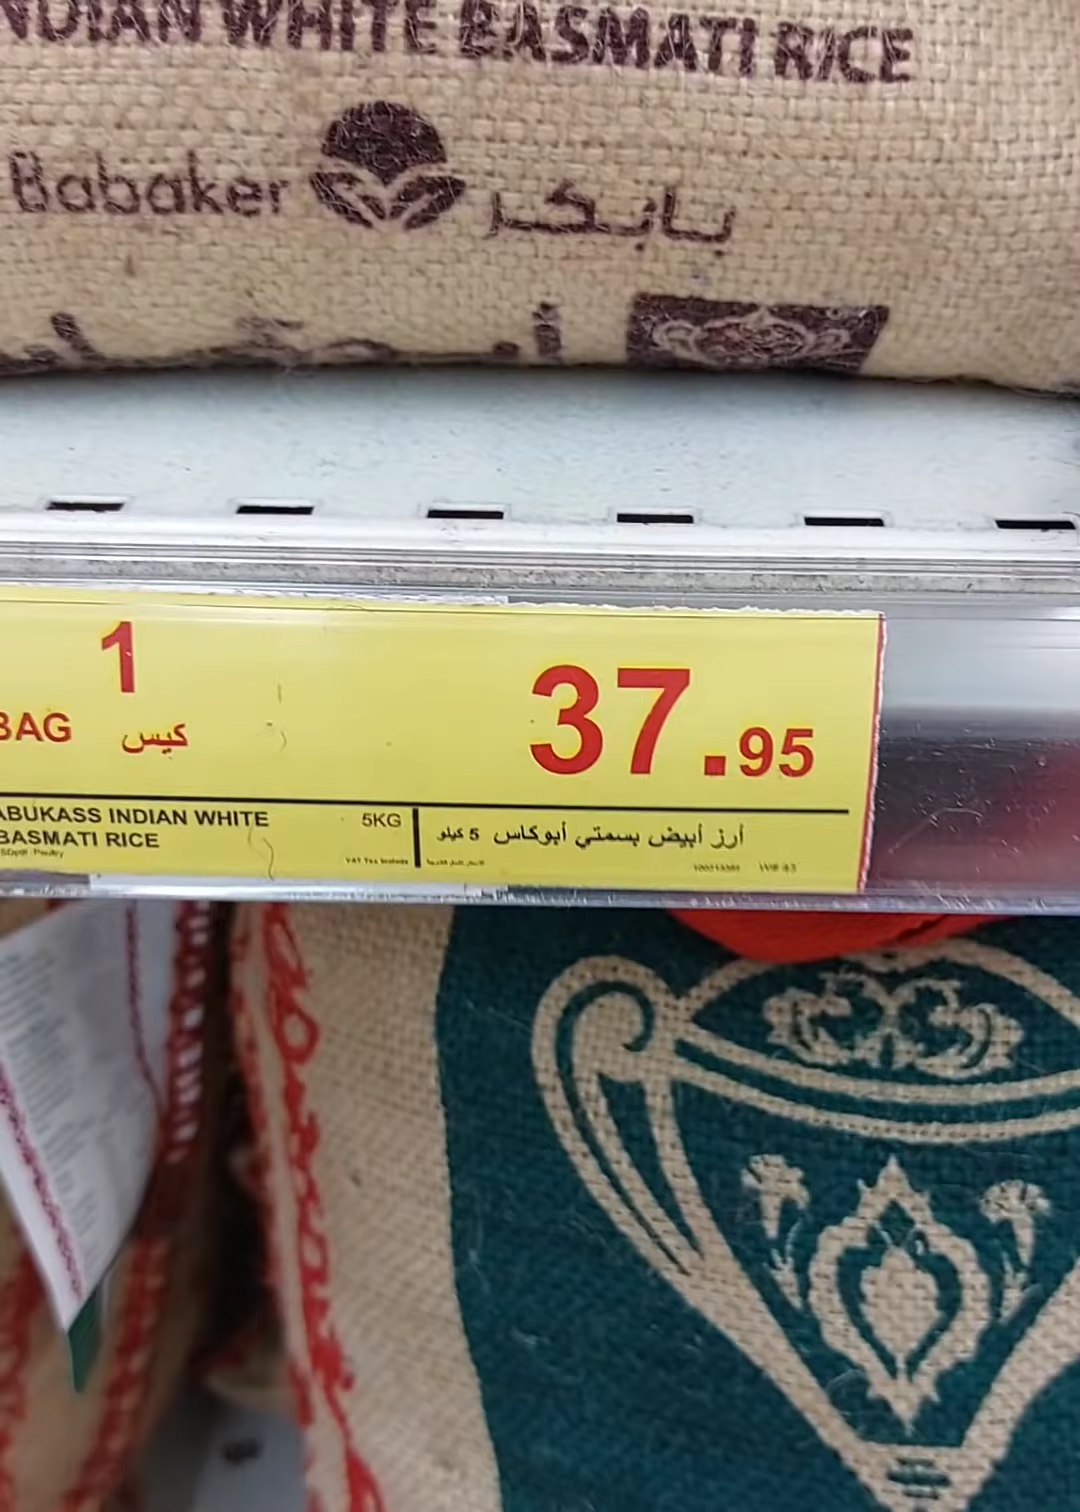 NDIAN WHITE BASMATI RICE
Babaker بابكر
1
BAG كيس
37.95
ABUKASS INDIAN WHITE
BASMATI RICE
5KG
أرز أبيض بسمتي أبوكاس 5 كيلو